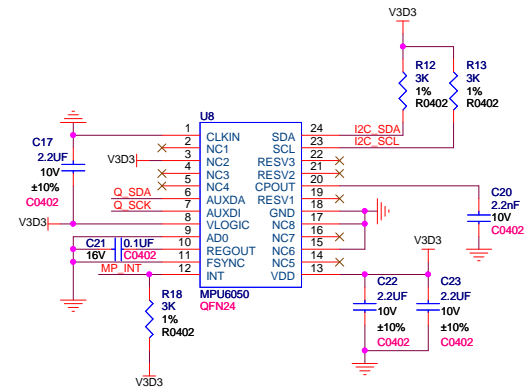 V3D3
R12
3K
1%
R0402
R13
3K
1%
R0402
U8
C17
2.2UF
10V
±10%
C0402
1
2
3
4
5
6
7
8
9
10
11
12
CLKIN
NC1
NC2
NC3
NC4
AUXDA
AUXDI
VLOGIC
AD0
REGOUT
FSYNC
INT
SDA
SCL
RESV3
RESV2
CPOUT
RESV1
GND
NC8
NC7
NC6
NC5
VDD
24
23
22
21
20
19
18
17
16
15
14
13
I2C_SDA
I2C_SCL
V3D3
Q_SDA
Q_SCK
V3D3
C21
0.1UF
16V
C0402
MP_INT
MPU6050
QFN24
C20
2.2nF
10V
C0402
V3D3
R18
3K
1%
R0402
C22
2.2UF
10V
±10%
C0402
C23
2.2UF
10V
±10%
C0402
V3D3